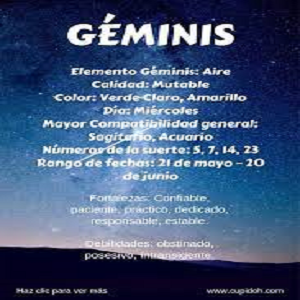 GÉMINIS
Elemento Géminis: Aire
Calidad: Mutable
Color: Verde Claro, Amarillo
Día: Miércoles
Mayor Compatibilidad general:
Sagitario, Acuario
Números de la suerte: 5, 7, 14, 23
Rango de fechas: 21 de mayo – 20
de junio
Fortalezas: Confiable,
paciente, práctico, dedicado,
responsable, estable.
Debilidades: obstinado,
posesivo, intransigente.
Haz clic para ver más
www.cupidoh.com